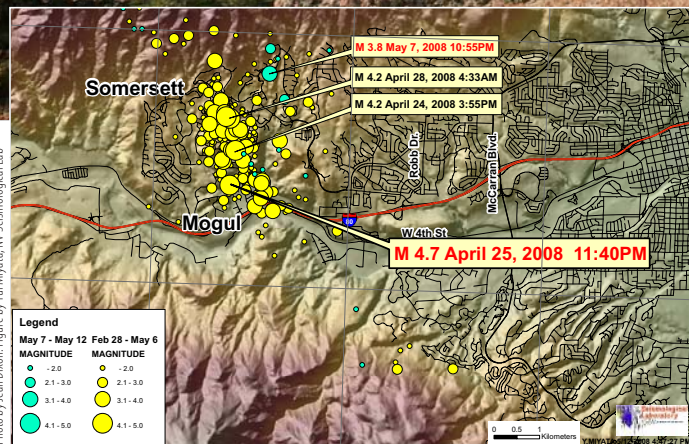 M 3.8 May 7, 2008 10:55PM
M 4.2 April 28, 2008 4:33AM
M 4.2 April 24, 2008 3:55PM
Somersett
Robb Dr.
McCarran Blvd.
Mogul
80
W 4th St
M 4.7 April 25, 2008 11:40PM
Legend
May 7 - May 12 Feb 28 - May 6
MAGNITUDE MAGNITUDE
- 2.0 - 2.0
2.1 - 3.0 2.1 - 3.0
3.1 - 4.0 3.1 - 4.0
4.1 - 5.0 4.1 - 5.0
0 0.5 1
Kilometers
Seismological
Laboratory